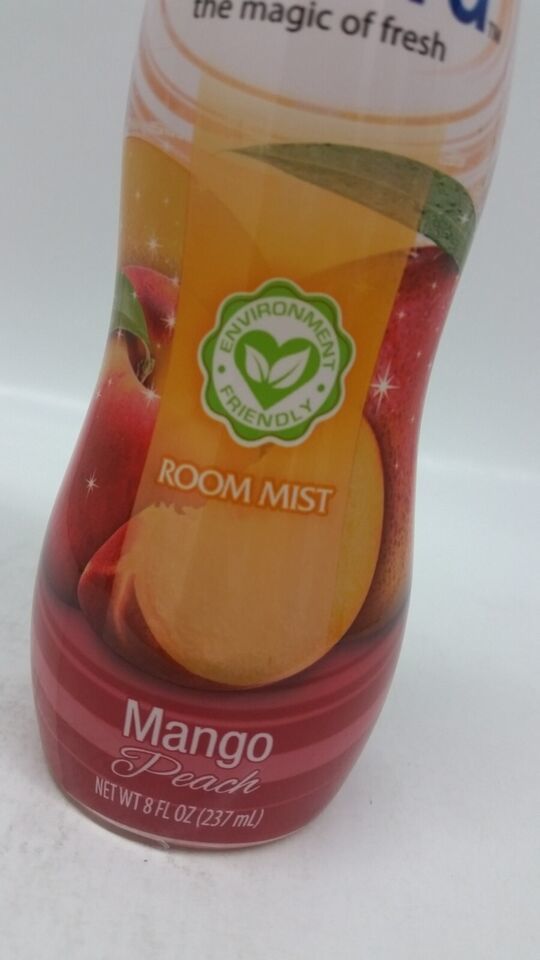 the magic of fresh
ENVIRONMENT
FRIENDLY
ROOM MIST
Mango
Peach
NET WT 8 FL OZ (237 mL)